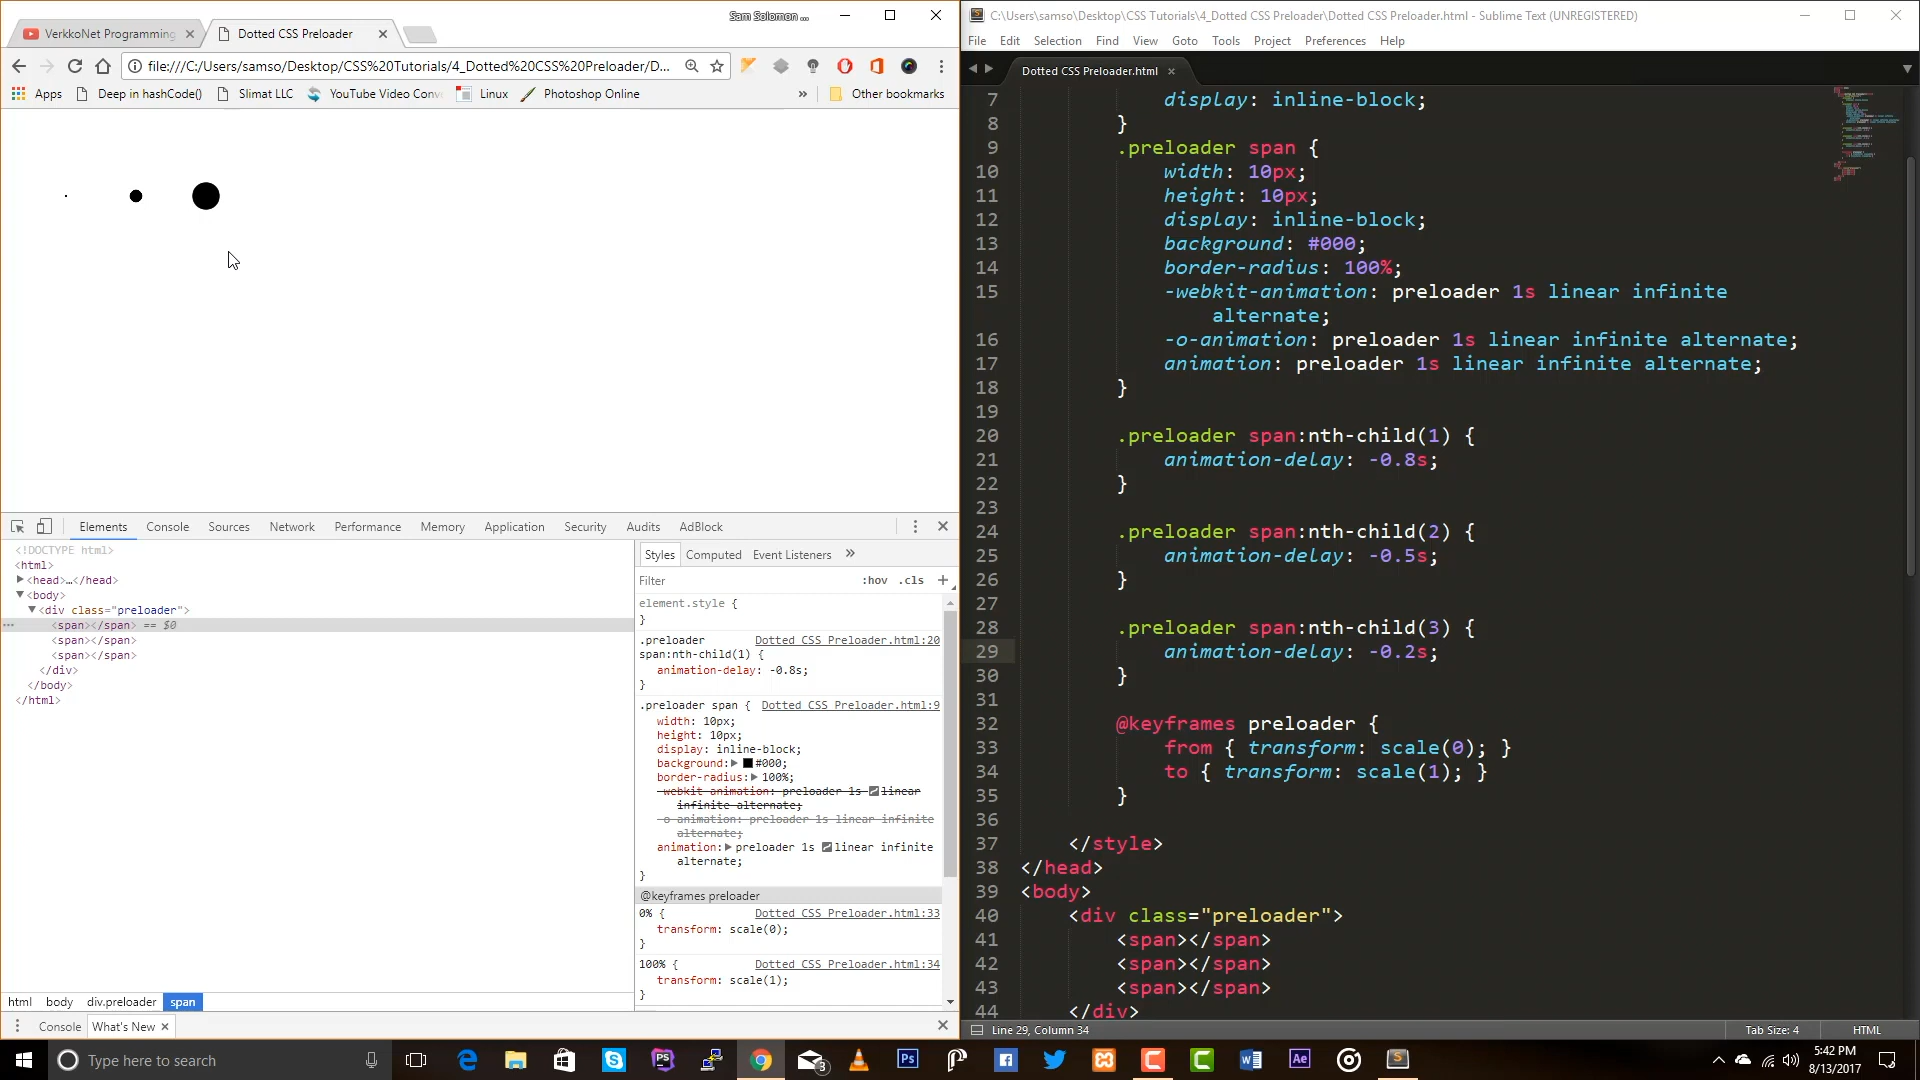 Sam Solomon ...
VerkkoNet Programming
Dotted CSS Preloader
file:///C:/Users/samso/Desktop/CSS%20Tutorials/4_Dotted%20CSS%20Preloader/D...
Apps
Deep in hashCode()
Slimat LLC
YouTube Video Conv
Linux
Photoshop Online
»
Other bookmarks
Elements
Console
Sources
Network
Performance
Memory
Application
Security
Audits
AdBlock
<!DOCTYPE html>
<html>
<head>…</head>
<body>
<div class="preloader">
<span></span> == $0
<span></span>
<span></span>
</div>
</body>
</html>
html body div.preloader span
Styles Computed Event Listeners »
Filter :hov .cls +
element.style {
}
.preloader Dotted CSS Preloader.html:20
span:nth-child(1) {
animation-delay: -0.8s;
}
.preloader span { Dotted CSS Preloader.html:9
width: 10px;
height: 10px;
display: inline-block;
background: #000;
border-radius: 100%;
-webkit-animation: preloader 1s linear
infinite alternate;
-o-animation: preloader 1s linear infinite
alternate;
animation: preloader 1s linear infinite
alternate;
}
@keyframes preloader
0% { Dotted CSS Preloader.html:33
transform: scale(0);
}
100% { Dotted CSS Preloader.html:34
transform: scale(1);
}
Console What's New
C:\Users\samso\Desktop\CSS Tutorials\4_Dotted CSS Preloader\Dotted CSS Preloader.html - Sublime Text (UNREGISTERED)
File Edit Selection Find View Goto Tools Project Preferences Help
Dotted CSS Preloader.html
7 display: inline-block;
8 }
9 .preloader span {
10 width: 10px;
11 height: 10px;
12 display: inline-block;
13 background: #000;
14 border-radius: 100%;
15 -webkit-animation: preloader 1s linear infinite
alternate;
16 -o-animation: preloader 1s linear infinite alternate;
17 animation: preloader 1s linear infinite alternate;
18 }
19
20 .preloader span:nth-child(1) {
21 animation-delay: -0.8s;
22 }
23
24 .preloader span:nth-child(2) {
25 animation-delay: -0.5s;
26 }
27
28 .preloader span:nth-child(3) {
29 animation-delay: -0.2s;
30 }
31
32 @keyframes preloader {
33 from { transform: scale(0); }
34 to { transform: scale(1); }
35 }
36
37 </style>
38 </head>
39 <body>
40 <div class="preloader">
41 <span></span>
42 <span></span>
43 <span></span>
44 </div>
Line 29, Column 34
Tab Size: 4
HTML
Type here to search
3
5:42 PM
8/13/2017